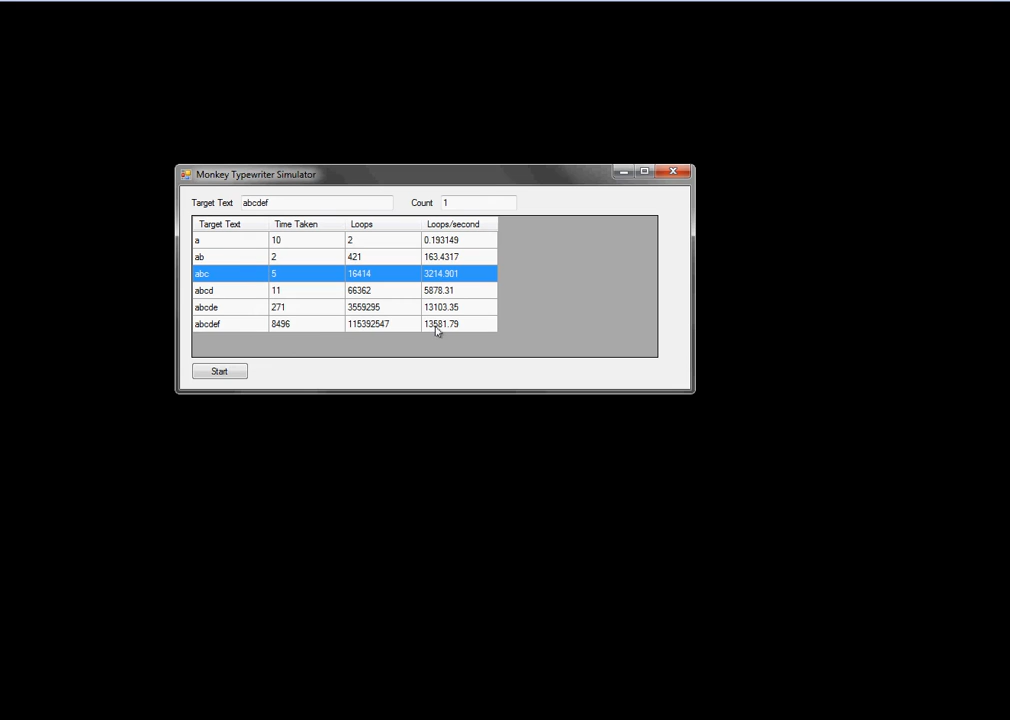 Monkey Typewriter Simulator
Target Text abcdef Count 1
Target Text Time Taken Loops Loops/second
a 10 2 0.193149
ab 2 421 163.4317
abc 5 16414 3214.901
abcd 11 66362 5878.31
abcde 271 3559295 13103.35
abcdef 8496 115392547 13581.79
Start